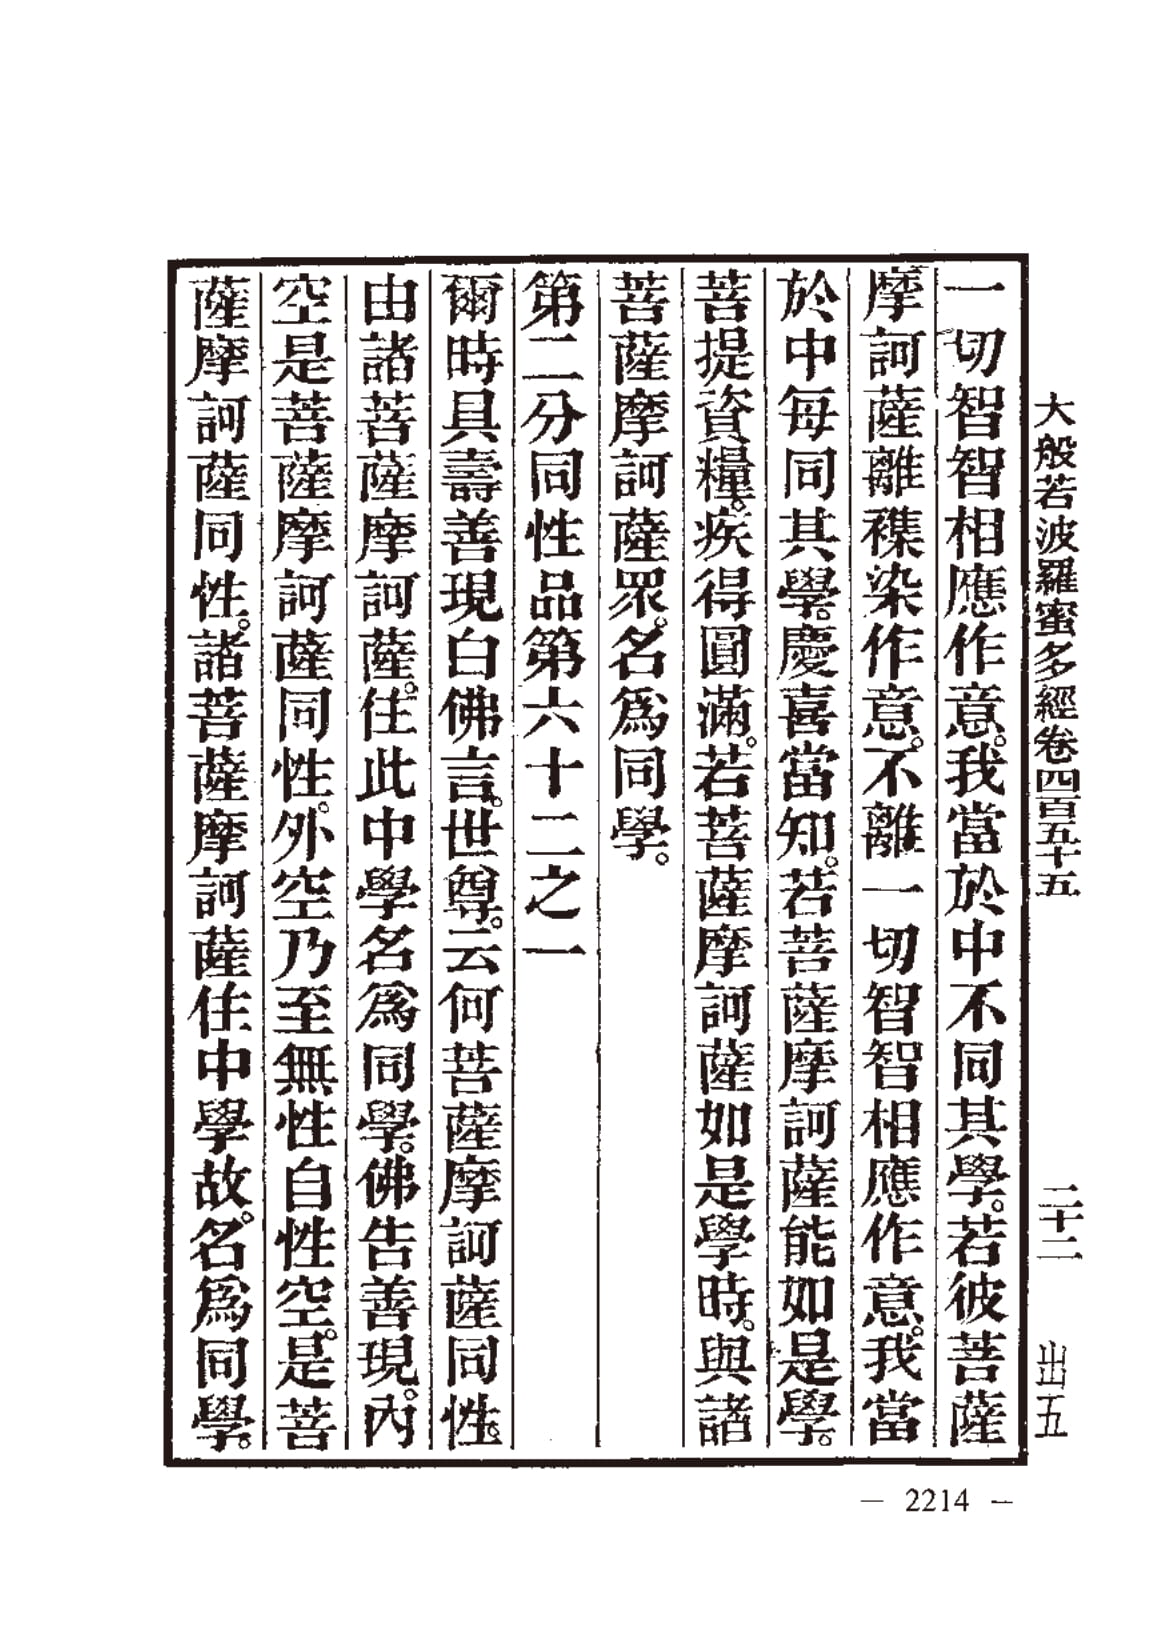 大般若波羅蜜多經卷四百五十五 二十二 出五
一切智智相應作意。我當於中不同其學。若彼菩薩
摩訶薩離襍染作意。不離一切智智相應作意。我當
於中每同其學。慶喜當知。若菩薩摩訶薩能如是學。
菩提資糧。疾得圓滿。若菩薩摩訶薩如是學時。與諸
菩薩摩訶薩眾。名爲同學。
第二分同性品第六十二之一
爾時具壽善現白佛言。世尊。云何菩薩摩訶薩同性。
由諸菩薩摩訶薩。住此中學名爲同學。佛告善現。內
空是菩薩摩訶薩同性。外空乃至無性自性空。是菩
薩摩訶薩同性。諸菩薩摩訶薩住中學故。名爲同學。
— 2214 —